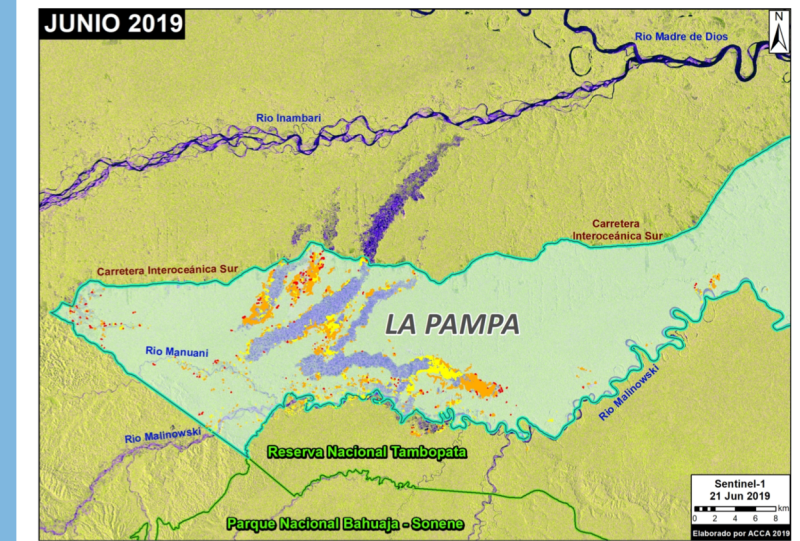 JUNIO 2019
N
Rio Madre de Dios
Rio Inambari
Carretera
Interoceánica Sur
Carretera Interoceánica Sur
LA PAMPA
Rio Manuani
Rio Malinowski
Rio Malinowski
Reserva Nacional Tambopata
Parque Nacional Bahuaja - Sonene
Sentinel-1
21 Jun 2019
km
0 2 4 6 8
Elaborado por ACCA 2019